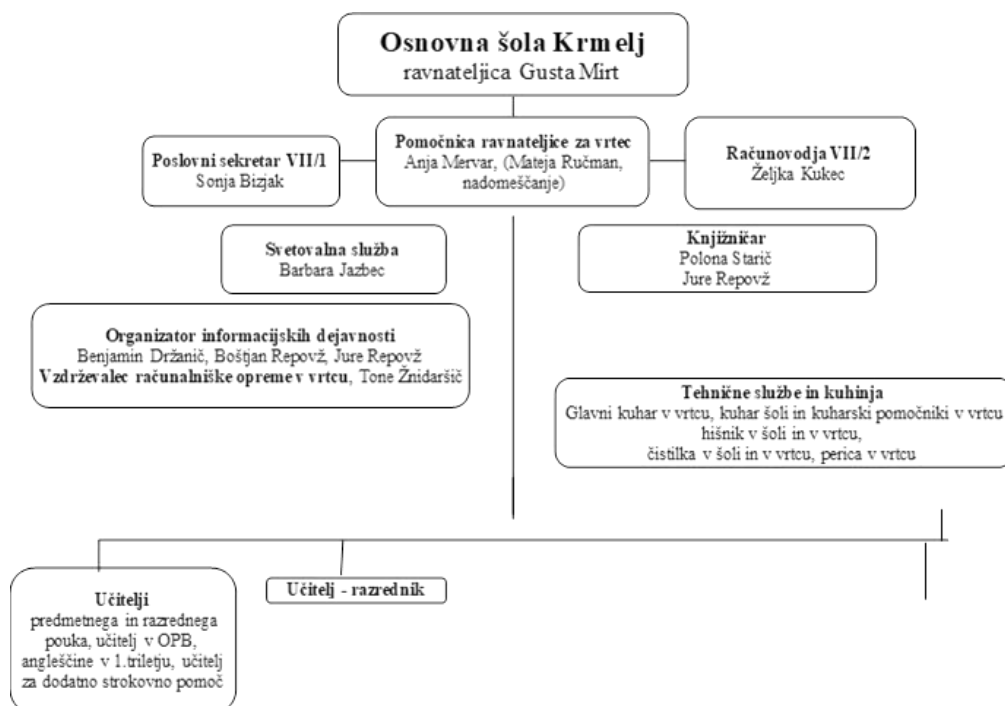 Osnovna šola Krmelj
ravnateljica Gusta Mirt
Poslovni sekretar VII/1
Sonja Bizjak
Pomočnica ravnateljice za vrtec
Anja Mervar, (Mateja Ručman,
nadomeščanje)
Računovodja VII/2
Željka Kukec
Svetovalna služba
Barbara Jazbec
Knjižničar
Polona Starič
Jure Repovž
Organizator informacijskih dejavnosti
Benjamin Držanič, Boštjan Repovž, Jure Repovž
Vzdrževalec računalniške opreme v vrtcu, Tone Žnidaršič
Tehnične službe in kuhinja
Glavni kuhar v vrtcu, kuhar šoli in kuharski pomočniki v vrtcu
hišnik v šoli in v vrtcu,
čistilka v šoli in v vrtcu, perica v vrtcu
Učitelji
predmetnega in razrednega
pouka, učitelj v OPB,
angleščine v 1.triletju, učitelj
za dodatno strokovno pomoč
Učitelj - razrednik